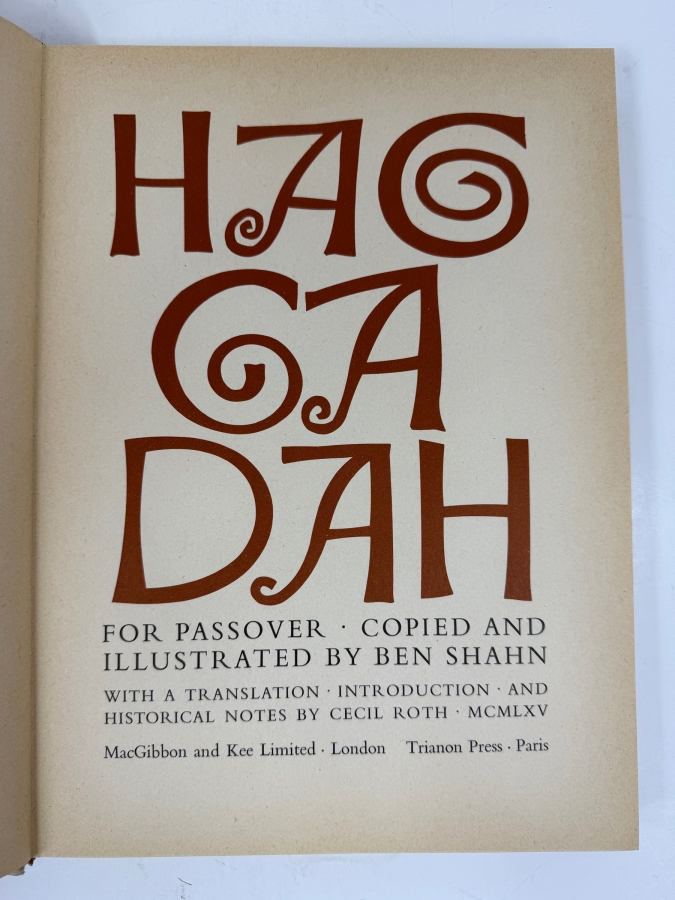 HAG
GA
DAH
FOR PASSOVER · COPIED AND
ILLUSTRATED BY BEN SHAHN
WITH A TRANSLATION · INTRODUCTION · AND
HISTORICAL NOTES BY CECIL ROTH · MCMLXV
MacGibbon and Kee Limited · London Trianon Press · Paris